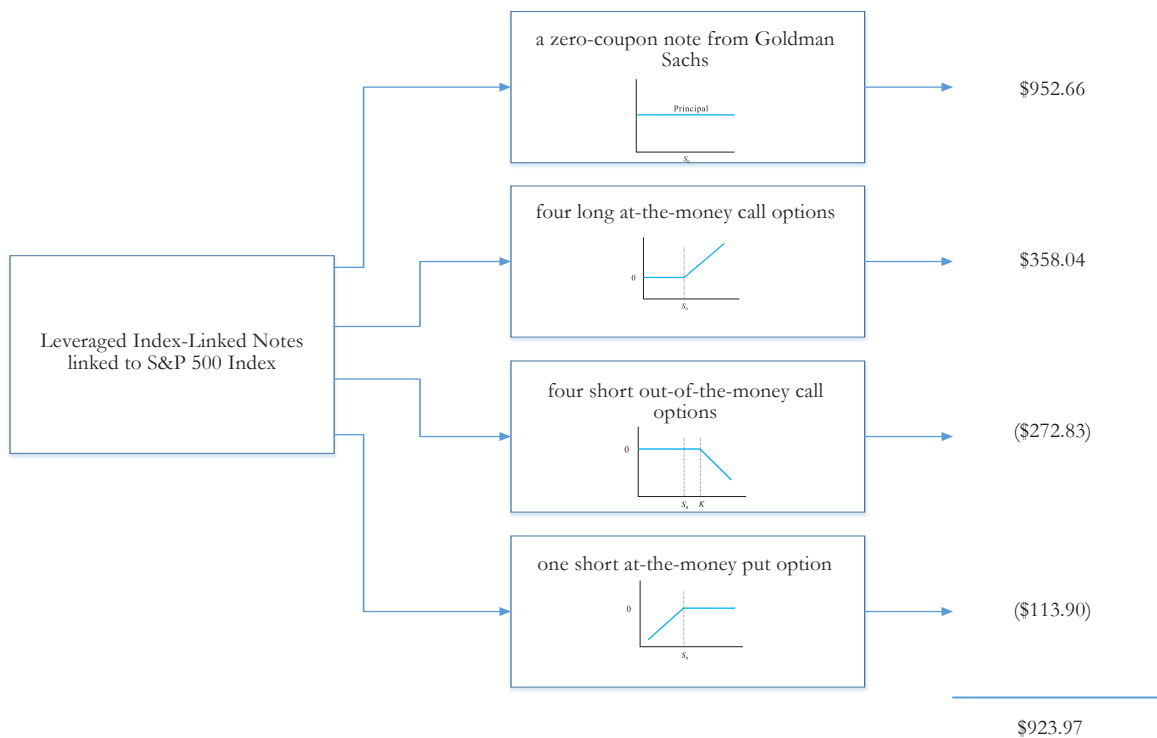 a zero-coupon note from Goldman
Sachs
Principal
S₀
$952.66
four long at-the-money call options
0
S₀
$358.04
Leveraged Index-Linked Notes
linked to S&P 500 Index
four short out-of-the-money call
options
0
S₀ K
($272.83)
one short at-the-money put option
0
S₀
($113.90)
$923.97